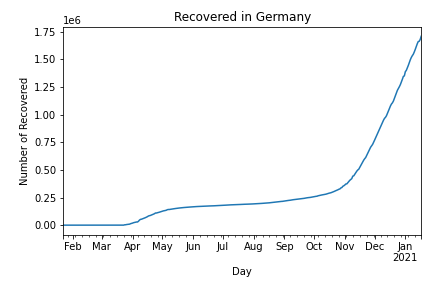 Recovered in Germany
1e6
1.75
1.50
1.25
1.00
0.75
0.50
0.25
0.00
Number of Recovered
Feb Mar Apr May Jun Jul Aug Sep Oct Nov Dec Jan
2021
Day